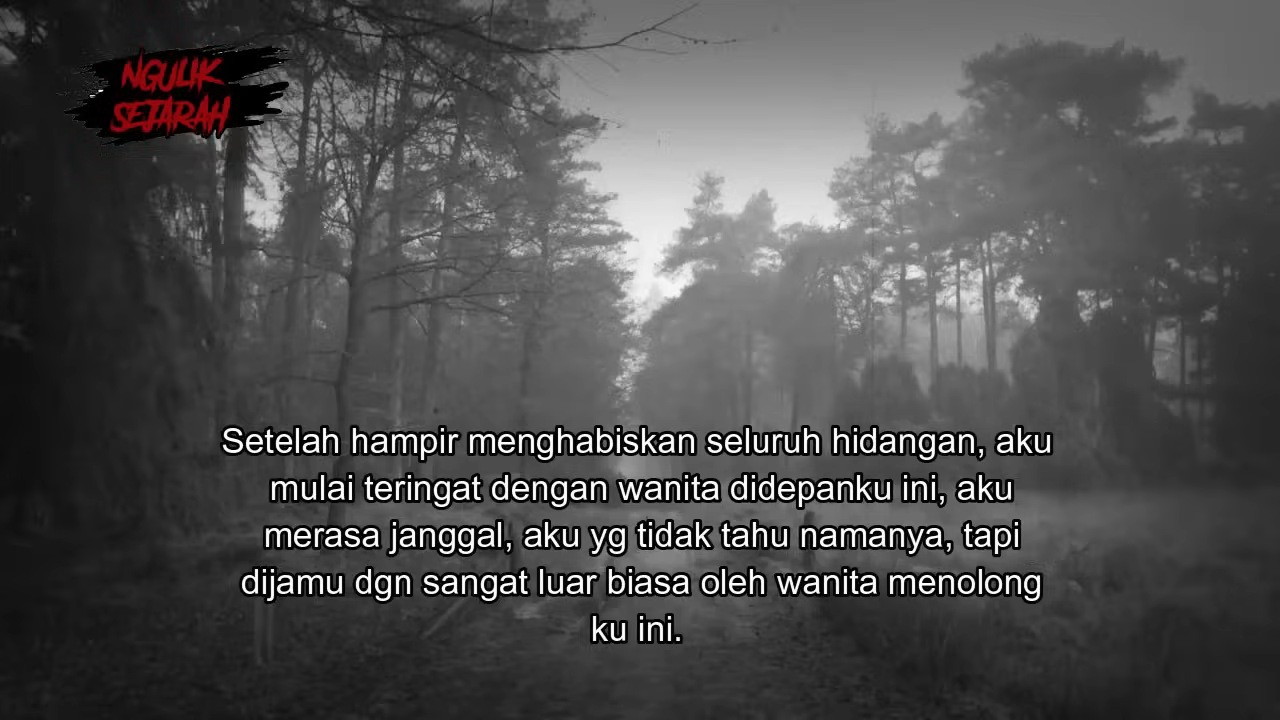 NGULIK
SEJARAH
Setelah hampir menghabiskan seluruh hidangan, aku
mulai teringat dengan wanita didepanku ini, aku
merasa janggal, aku yg tidak tahu namanya, tapi
dijamu dgn sangat luar biasa oleh wanita menolong
ku ini.